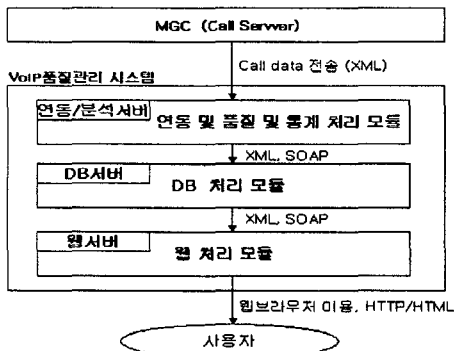 MGC (Call Server)
Call data 전송 (XML)
VoIP품질관리 시스템
연동/분석서버
연동 및 품질 및 통계 처리 모듈
XML, SOAP
DB서버
DB 처리 모듈
XML, SOAP
웹서버
웹 처리 모듈
웹브라우저 이용, HTTP/HTML
사용자